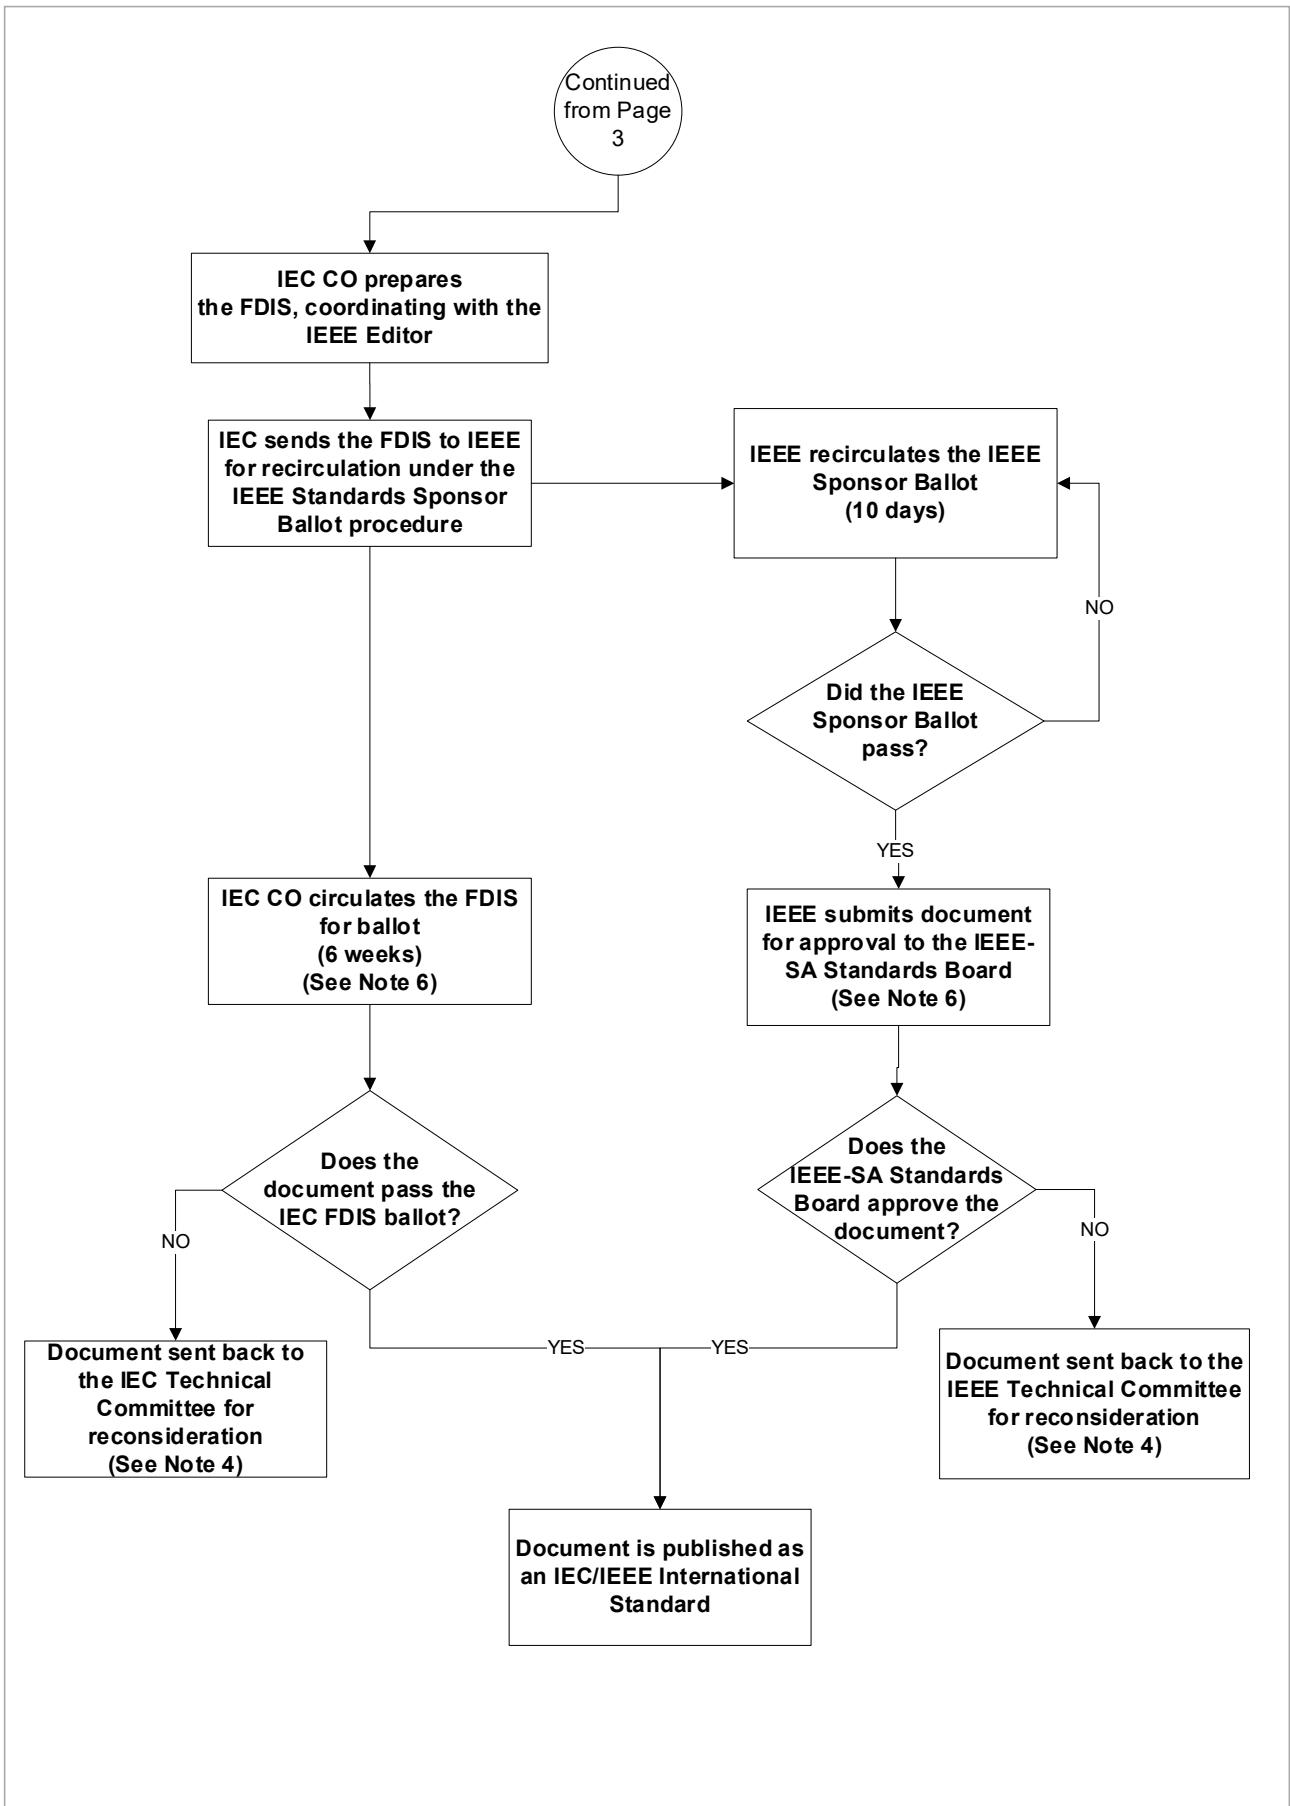 Continued
from Page
3
IEC CO prepares
the FDIS, coordinating with the
IEEE Editor
IEC sends the FDIS to IEEE
for recirculation under the
IEEE Standards Sponsor
Ballot procedure
IEEE recirculates the IEEE
Sponsor Ballot
(10 days)
NO
Did the IEEE
Sponsor Ballot
pass?
YES
IEC CO circulates the FDIS
for ballot
(6 weeks)
(See Note 6)
IEEE submits document
for approval to the IEEE-
SA Standards Board
(See Note 6)
Does the
document pass the
IEC FDIS ballot?
Does the
IEEE-SA Standards
Board approve the
document?
NO
NO
YES
YES
Document sent back to
the IEC Technical
Committee for
reconsideration
(See Note 4)
Document sent back to the
IEEE Technical Committee
for reconsideration
(See Note 4)
Document is published as
an IEC/IEEE International
Standard